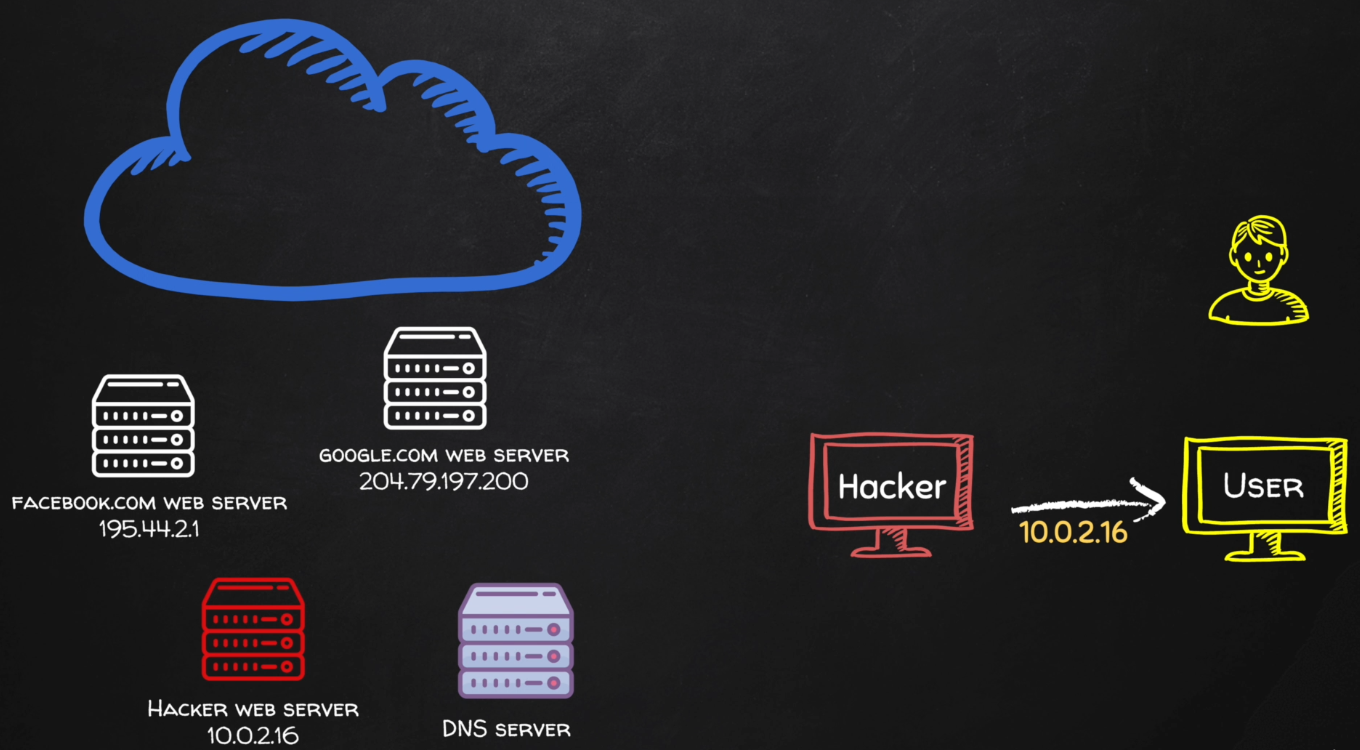 GOOGLE.COM WEB SERVER
204.79.197.200
FACEBOOK.COM WEB SERVER
195.44.2.1
Hacker
USER
10.0.2.16
HACKER WEB SERVER
10.0.2.16
DNS SERVER